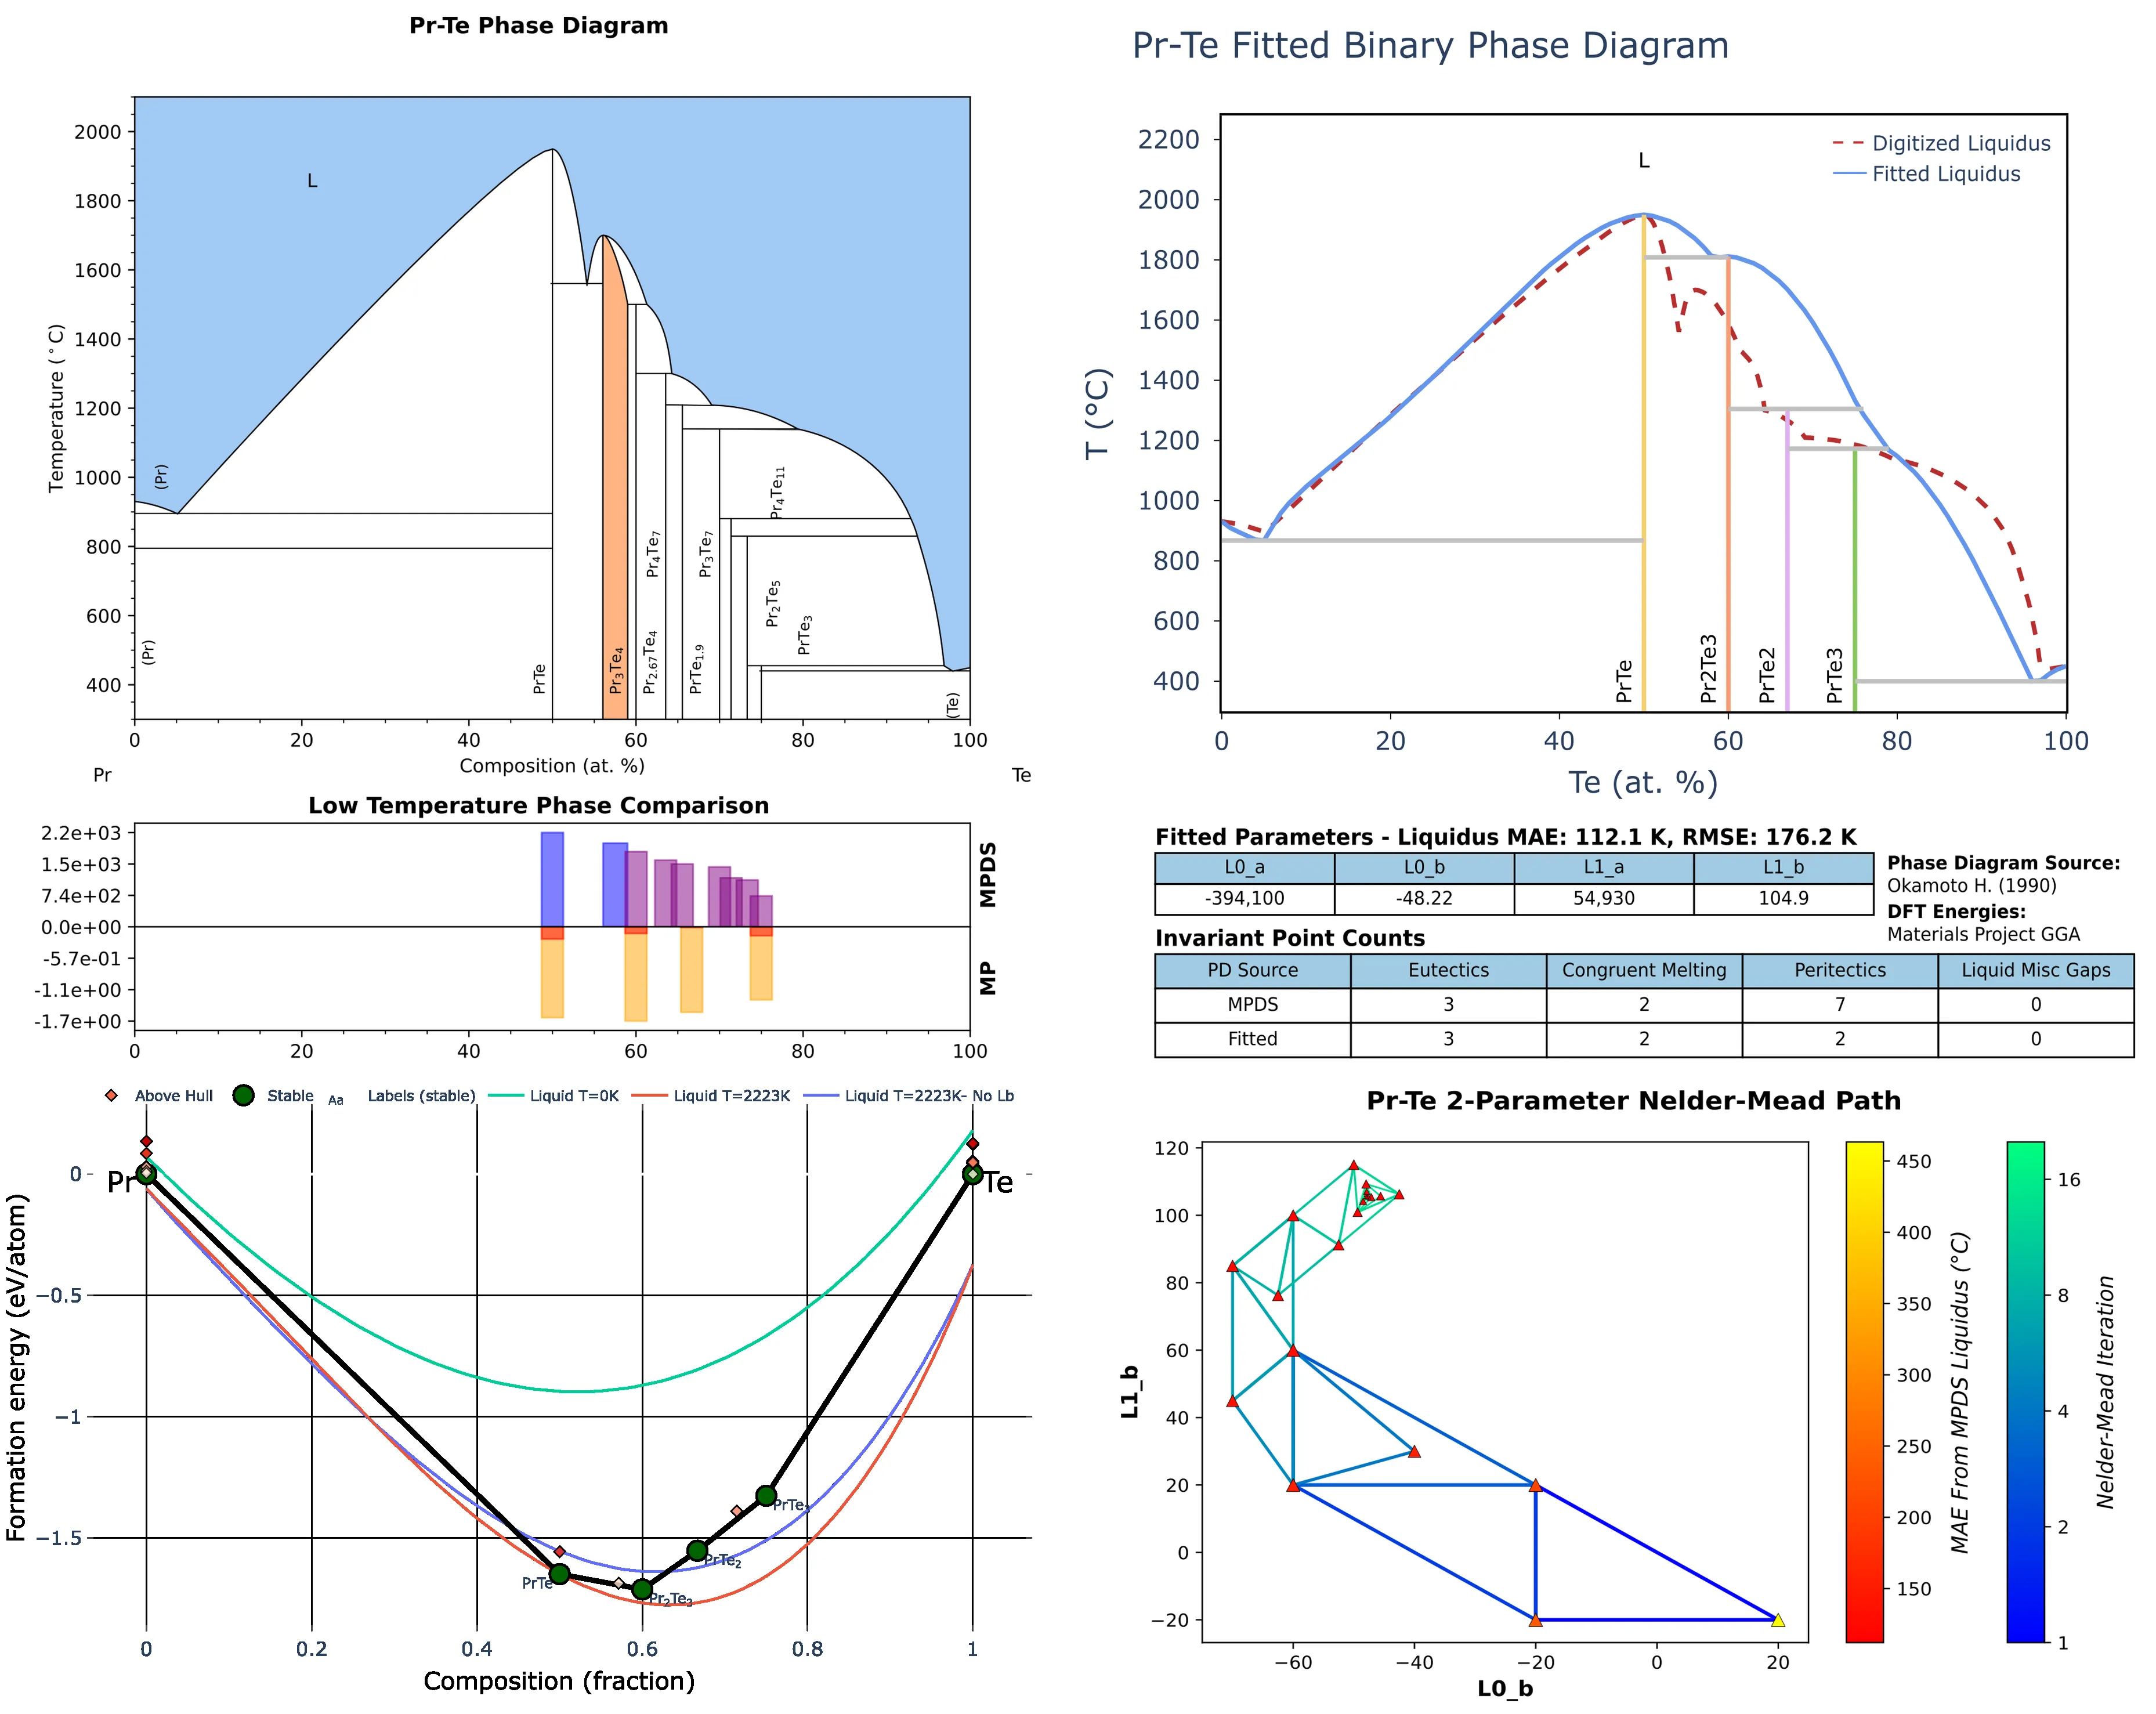 Pr-Te Phase Diagram
2000
1800
1600
1400
1200
1000
800
600
400
Temperature (°C)
L
(Pr)
(Pr)
PrTe
Pr3Te4
Pr2.67Te4
Pr4Te7
PrTe1.9
Pr3Te7
Pr4Te11
Pr2Te5
PrTe3
(Te)
0 20 40 60 80 100
Composition (at. %)
Pr Te
Low Temperature Phase Comparison
2.2e+03
1.5e+03
7.4e+02
0.0e+00
-5.7e-01
-1.1e+00
-1.7e+00
MPDS
MP
0 20 40 60 80 100
Above Hull Stable Aa Labels (stable) Liquid T=0K Liquid T=2223K Liquid T=2223K- No Lb
0
−0.5
−1
−1.5
Formation energy (eV/atom)
Pr
Te
PrTe
Pr2Te3
PrTe2
0 0.2 0.4 0.6 0.8 1
Composition (fraction)
Pr-Te Fitted Binary Phase Diagram
2200
2000
1800
1600
1400
1200
1000
800
600
400
T (°C)
L
Digitized Liquidus
Fitted Liquidus
PrTe
Pr2Te3
PrTe2
PrTe3
0 20 40 60 80 100
Te (at. %)
Fitted Parameters - Liquidus MAE: 112.1 K, RMSE: 176.2 K
L0_a L0_b L1_a L1_b
-394,100 -48.22 54,930 104.9
Phase Diagram Source:
Okamoto H. (1990)
DFT Energies:
Materials Project GGA
Invariant Point Counts
PD Source Eutectics Congruent Melting Peritectics Liquid Misc Gaps
MPDS 3 2 7 0
Fitted 3 2 2 0
Pr-Te 2-Parameter Nelder-Mead Path
120
100
80
60
40
20
0
−20
L1_b
−60 −40 −20 0 20
L0_b
450
400
350
300
250
200
150
MAE From MPDS Liquidus (°C)
16
8
4
2
1
Nelder-Mead Iteration